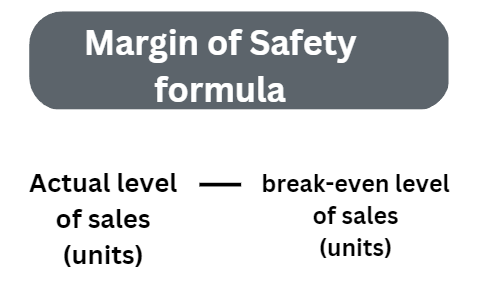 Margin of Safety
formula
Actual level
of sales
(units)
—
break-even level
of sales
(units)